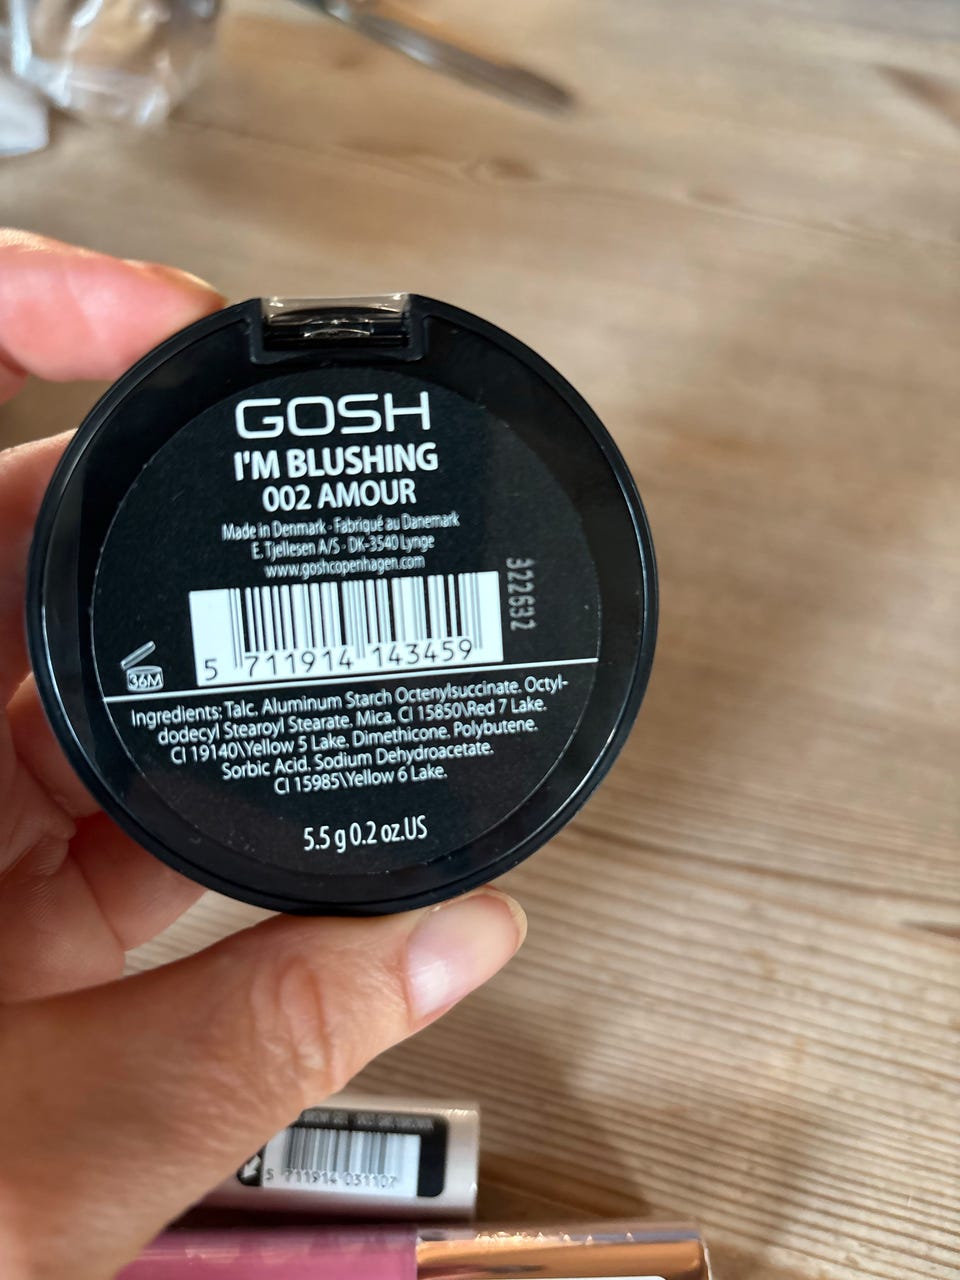 GOSH
I'M BLUSHING
002 AMOUR
Made in Denmark - Fabriqué au Danemark
E. Tjellesen A/S - DK-3540 Lynge
www.goshcopenhagen.com
322632
5 711914 143459
36M
Ingredients: Talc. Aluminum Starch Octenylsuccinate. Octyl-
dodecyl Stearoyl Stearate. Mica. CI 15850\Red 7 Lake.
CI 19140\Yellow 5 Lake. Dimethicone. Polybutene.
Sorbic Acid. Sodium Dehydroacetate.
CI 15985\Yellow 6 Lake.
5.5 g 0.2 oz.US
5 711914 031107